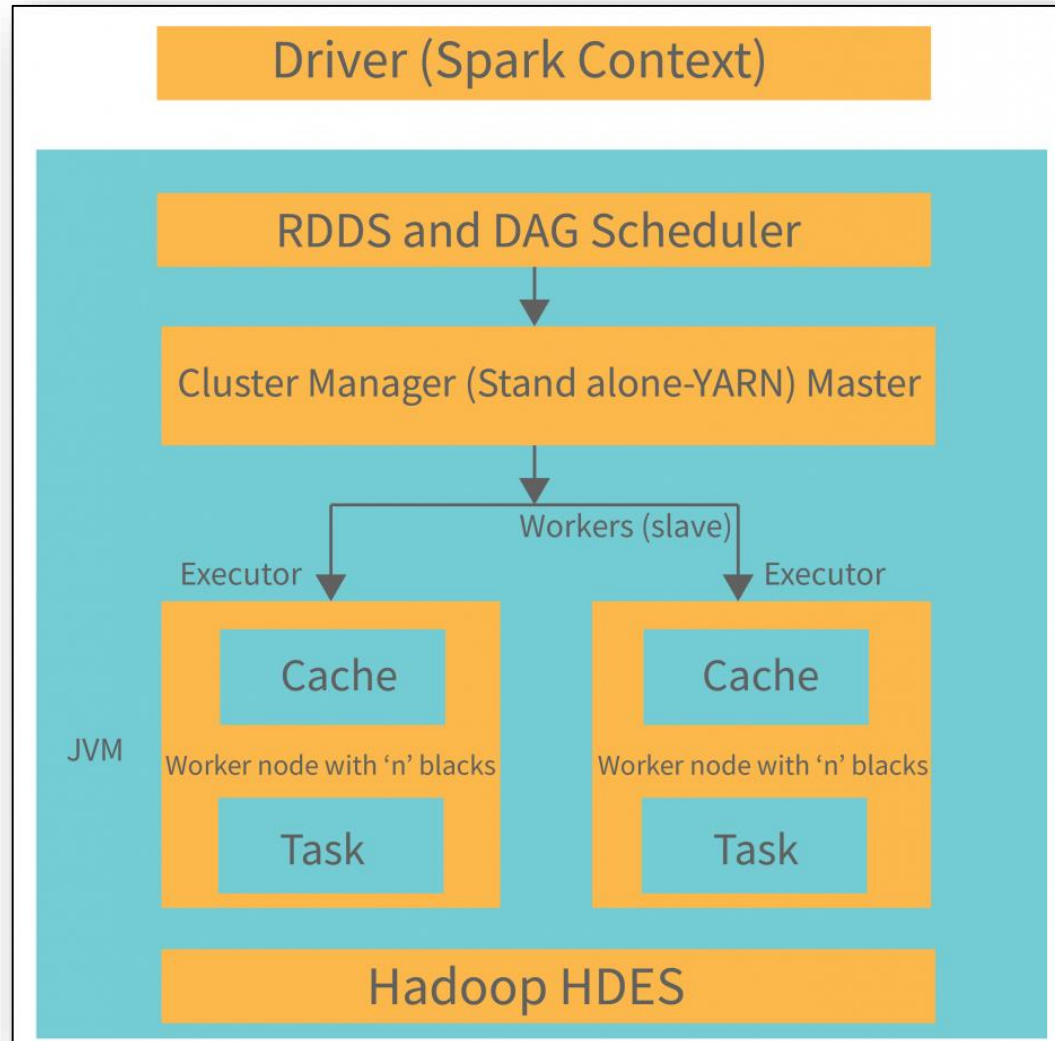 Driver (Spark Context)
RDDS and DAG Scheduler
Cluster Manager (Stand alone-YARN) Master
Workers (slave)
Executor
Executor
Cache
Cache
JVM
Worker node with ‘n’ blacks
Worker node with ‘n’ blacks
Task
Task
Hadoop HDES